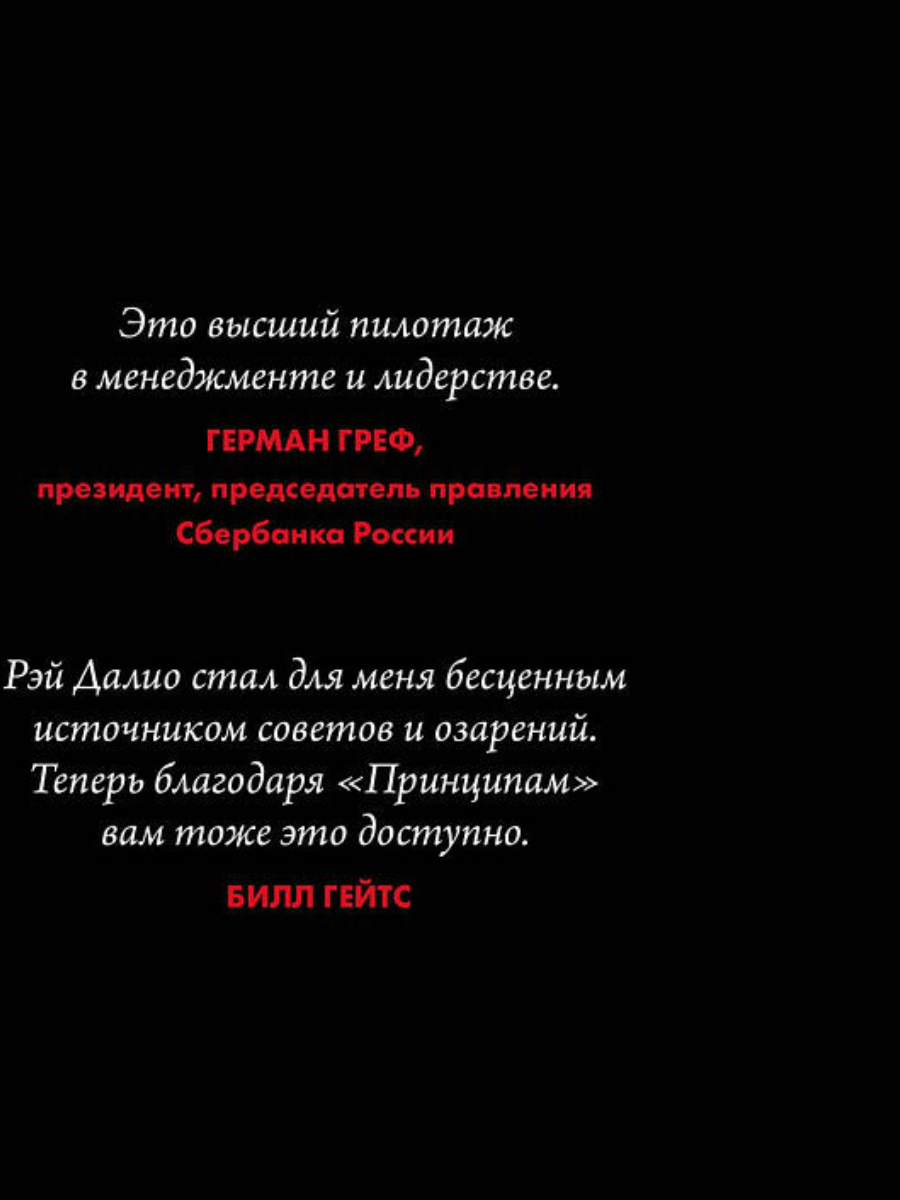 Это высший пилотаж
в менеджменте и лидерстве.
ГЕРМАН ГРЕФ,
президент, председатель правления
Сбербанка России
Рэй Далио стал для меня бесценным
источником советов и озарений.
Теперь благодаря «Принципам»
вам тоже это доступно.
БИЛЛ ГЕЙТС